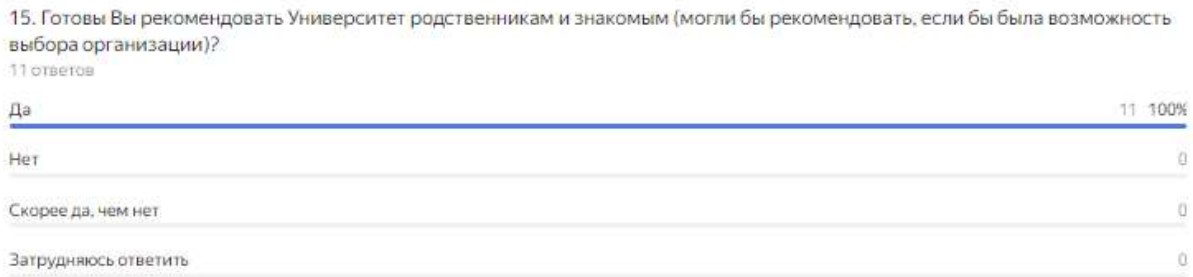 15. Готовы Вы рекомендовать Университет родственникам и знакомым (могли бы рекомендовать, если бы была возможность
выбора организации)?
11 ответов
Да 11 100%
Нет 0
Скорее да, чем нет 0
Затрудняюсь ответить 0